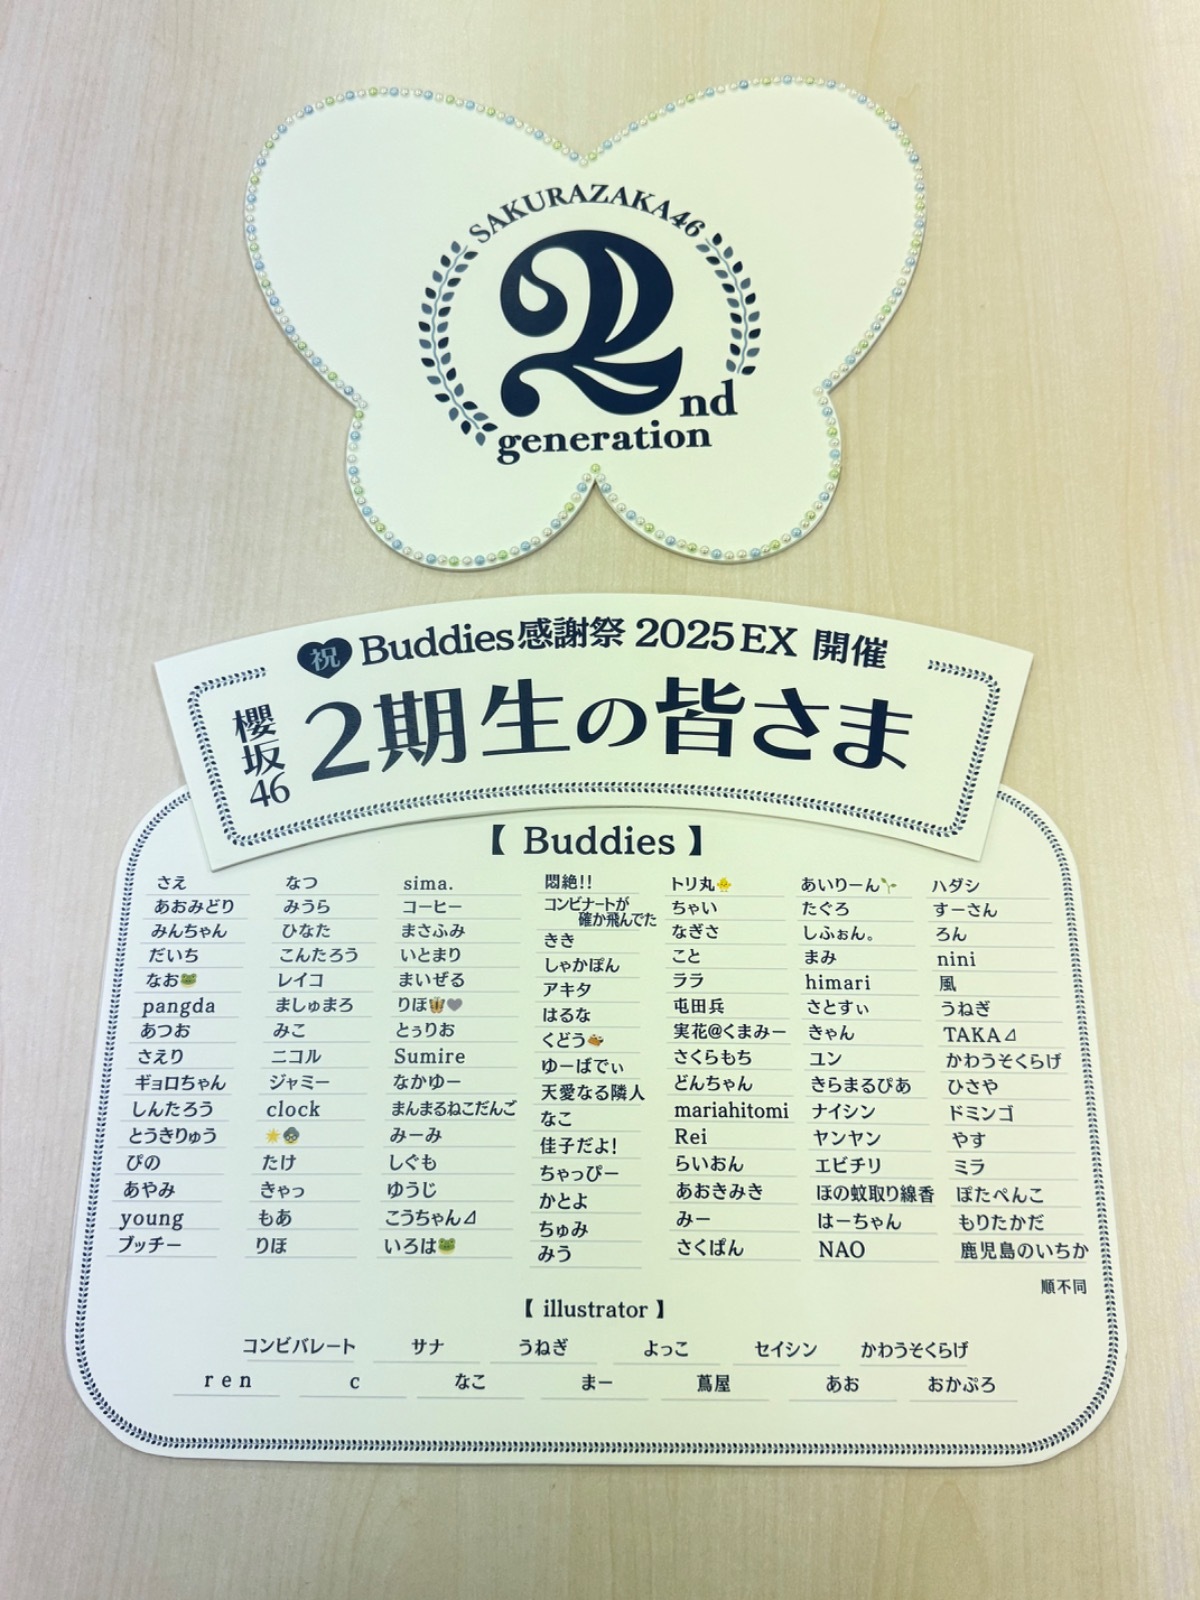 SAKURAZAKA46
2nd
generation
祝 Buddies感謝祭 2025 EX 開催
櫻坂46 2期生の皆さま
【 Buddies 】
さえ
あおみどり
みんちゃん
だいち
なお🐸
pangda
あつお
さえり
ギョロちゃん
しんたろう
とうきりゅう
ぴの
あやみ
young
ブッチー
なつ
みうら
ひなた
こんたろう
レイコ
ましゅまろ
みこ
ニコル
ジャミー
clock
たけ
きゃっ
もあ
りほ
sima.
コーヒー
まさふみ
いとまり
まいぜる
りほ
とぅりお
Sumire
なかゆー
まんまるねこだんご
みーみ
しぐも
ゆうじ
こうちゃん⊿
いろは🐸
悶絶!!
コンビナートが
確か飛んでた
きき
しゃかぽん
アキタ
はるな
くどう
ゆーばでぃ
天愛なる隣人
なこ
佳子だよ!
ちゃっぴー
かとよ
ちゅみ
みう
トリ丸🐥
ちゃい
なぎさ
こと
ララ
屯田兵
実花@くまみー
さくらもち
どんちゃん
mariahitomi
Rei
らいおん
あおきみき
みー
さくぱん
あいりーん🌱
たぐろ
しふぉん。
まみ
himari
さとすぃ
きゃん
ユン
きらまるぴあ
ナイシン
ヤンヤン
エビチリ
ほの蚊取り線香
はーちゃん
NAO
ハダシ
すーさん
ろん
nini
風
うねぎ
TAKA⊿
かわうそくらげ
ひさや
ドミンゴ
やす
ミラ
ぽたぺんこ
もりたかだ
鹿児島のいちか
順不同
【 illustrator 】
コンビバレート サナ うねぎ よっこ セイシン かわうそくらげ
ren c なこ まー 蔦屋 あお おかぷろ